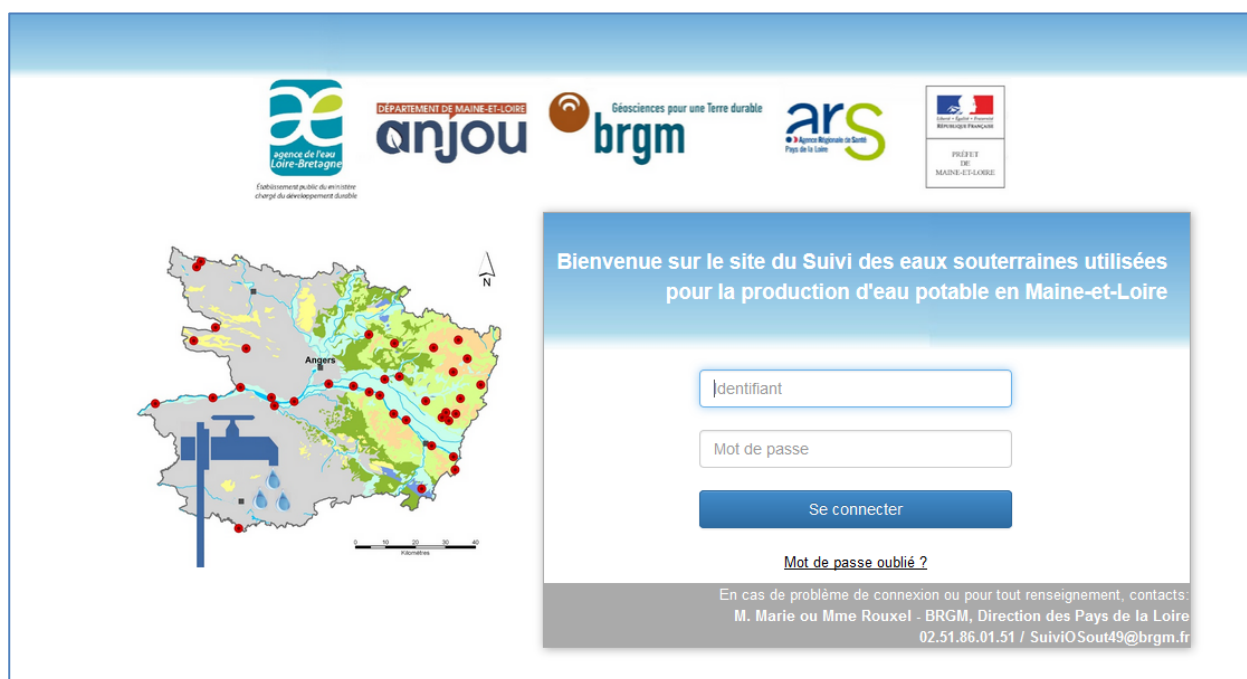 agence de l'eau
Loire-Bretagne
Établissement public du ministère
chargé du développement durable
DÉPARTEMENT DE MAINE-ET-LOIRE
anjou
Géosciences pour une Terre durable
brgm
ars
Agence Régionale de Santé
Pays de la Loire
Liberté • Égalité • Fraternité
RÉPUBLIQUE FRANÇAISE
PRÉFET
DE
MAINE-ET-LOIRE
N
Angers
0 10 20 30 40
Kilomètres
Bienvenue sur le site du Suivi des eaux souterraines utilisées
pour la production d'eau potable en Maine-et-Loire
Identifiant
Mot de passe
Se connecter
Mot de passe oublié ?
En cas de problème de connexion ou pour tout renseignement, contacts:
M. Marie ou Mme Rouxel - BRGM, Direction des Pays de la Loire
02.51.86.01.51 / SuiviOSout49@brgm.fr